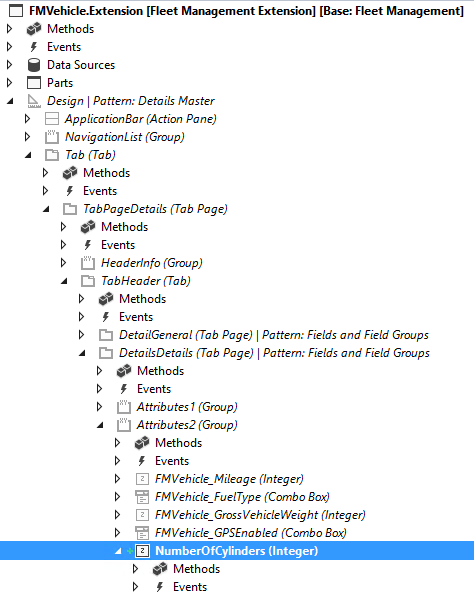 FMVehicle.Extension [Fleet Management Extension] [Base: Fleet Management]
Methods
Events
Data Sources
Parts
Design | Pattern: Details Master
ApplicationBar (Action Pane)
NavigationList (Group)
Tab (Tab)
Methods
Events
TabPageDetails (Tab Page)
Methods
Events
HeaderInfo (Group)
TabHeader (Tab)
Methods
Events
DetailGeneral (Tab Page) | Pattern: Fields and Field Groups
DetailsDetails (Tab Page) | Pattern: Fields and Field Groups
Methods
Events
Attributes1 (Group)
Attributes2 (Group)
Methods
Events
FMVehicle_Mileage (Integer)
FMVehicle_FuelType (Combo Box)
FMVehicle_GrossVehicleWeight (Integer)
FMVehicle_GPSEnabled (Combo Box)
NumberOfCylinders (Integer)
Methods
Events